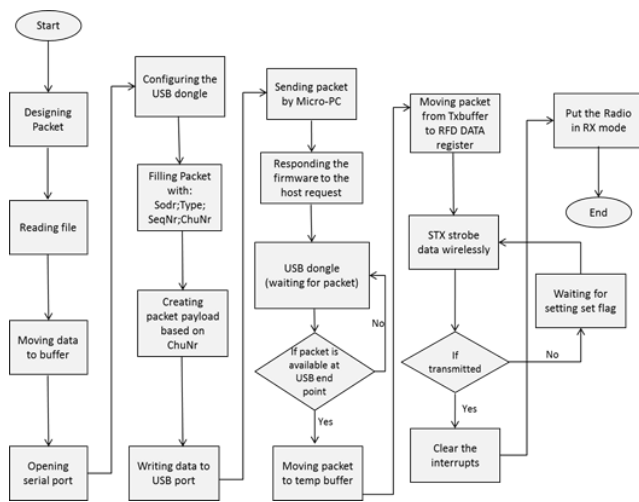 Start
Designing
Packet
Reading file
Moving data
to buffer
Opening
serial port
Configuring the
USB dongle
Filling Packet
with:
Sodr;Type;
SeqNr;ChuNr
Creating
packet payload
based on
ChuNr
Writing data to
USB port
Sending packet
by Micro-PC
Responding the
firmware to the
host request
USB dongle
(waiting for packet)
No
If packet is
available at
USB end
point
Yes
Moving packet
to temp buffer
Moving packet
from Txbuffer
to RFD DATA
register
STX strobe
data wirelessly
Waiting for
setting set flag
If
transmitted
No
Yes
Clear the
interrupts
Put the Radio
in RX mode
End